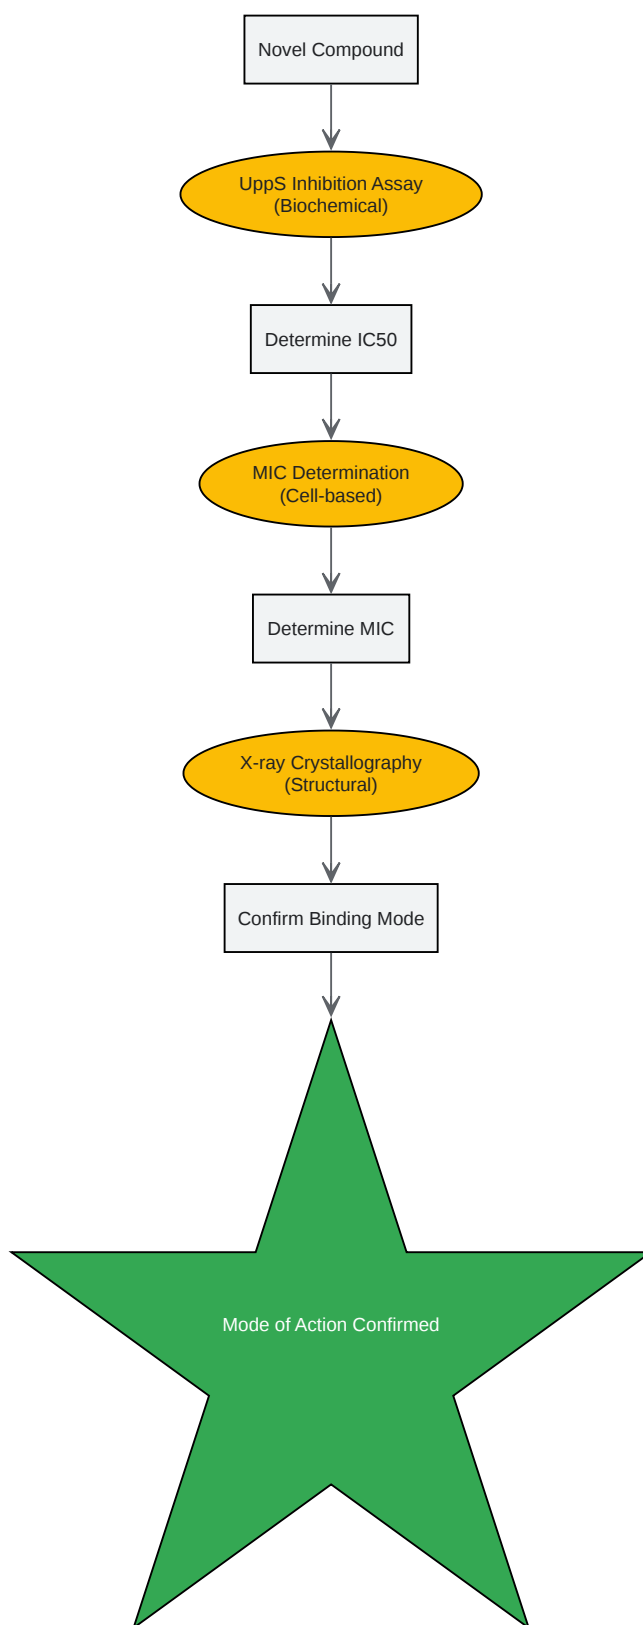 Novel Compound
UppS Inhibition Assay
(Biochemical)
Determine IC50
MIC Determination
(Cell-based)
Determine MIC
X-ray Crystallography
(Structural)
Confirm Binding Mode
Mode of Action Confirmed